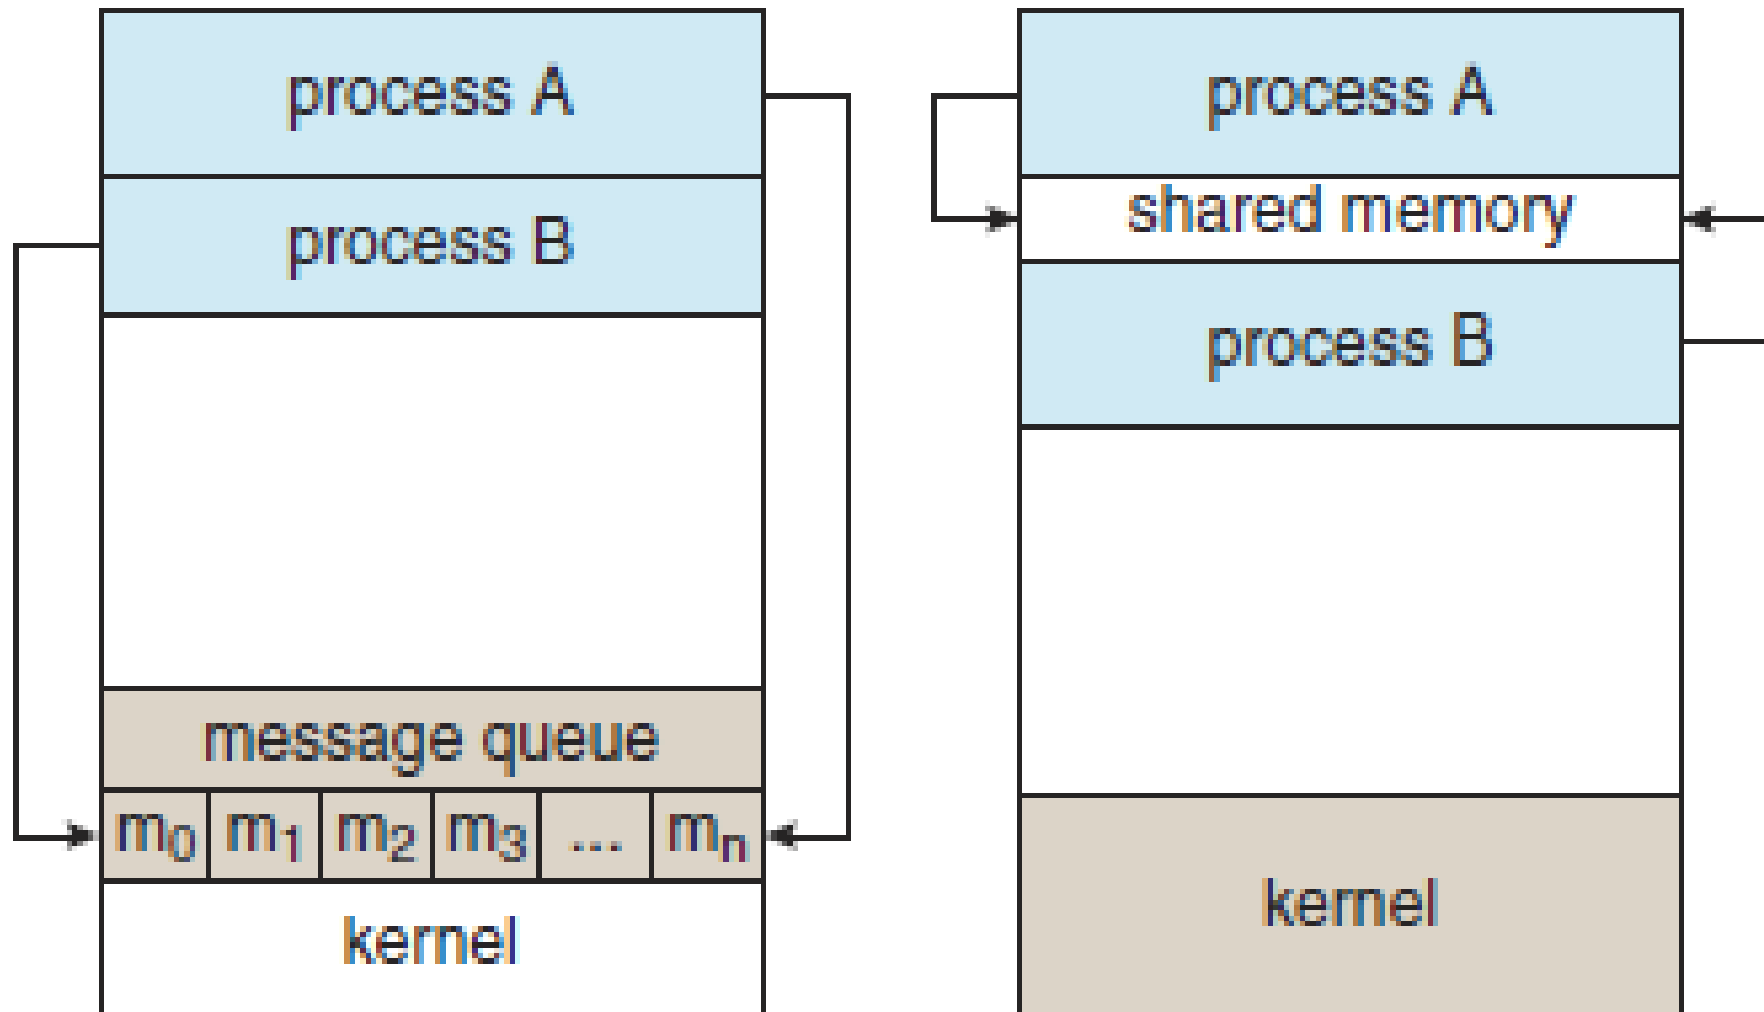 process A
process B
message queue
m₀ m₁ m₂ m₃ ... mₙ
kernel
process A
shared memory
process B
kernel